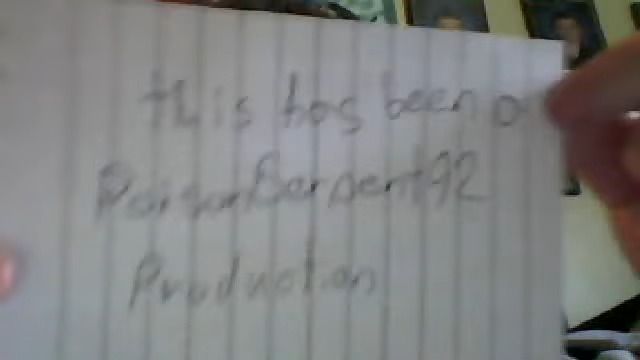 this has been a
PoisonSerpent92
Production